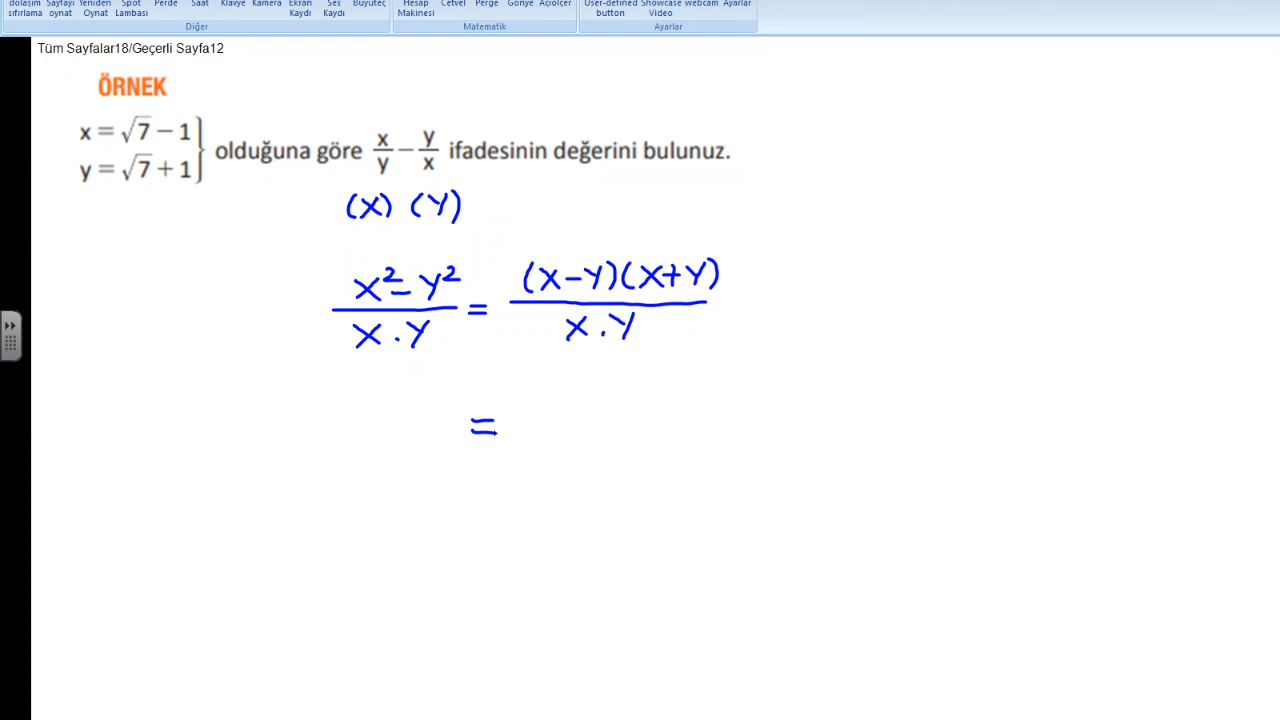 dolaşım Sayfayı Yeniden Spot Perde Saat Klavye Kamera Ekran Ses Büyüteç Hesap Cetvel Perge Gönye Açıölçer User-defined Showcase webcam Ayarlar
sıfırlama oynat Oynat Lambası Kaydı Kaydı Makinesi button Video
Diğer Matematik Ayarlar
Tüm Sayfalar18/Geçerli Sayfa12
ÖRNEK
x = √7 − 1
y = √7 + 1 } olduğuna göre x/y − y/x ifadesinin değerini bulunuz.
(X) (Y)
X² − Y² / X . Y = (X − Y)(X + Y) / X . Y
=